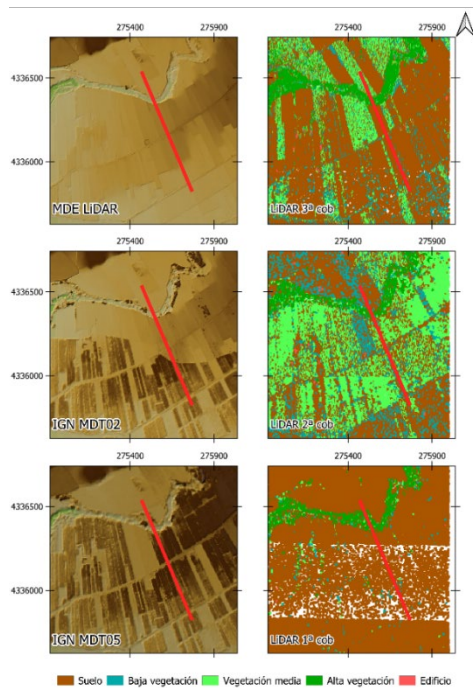 275400 275900 275400 275900
4336500
4336000
MDE LiDAR LiDAR 3ª cob
275400 275900 275400 275900
4336500
4336000
IGN MDT02 LiDAR 2ª cob
275400 275900 275400 275900
4336500
4336000
IGN MDT05 LiDAR 1ª cob
Suelo Baja vegetación Vegetación media Alta vegetación Edificio